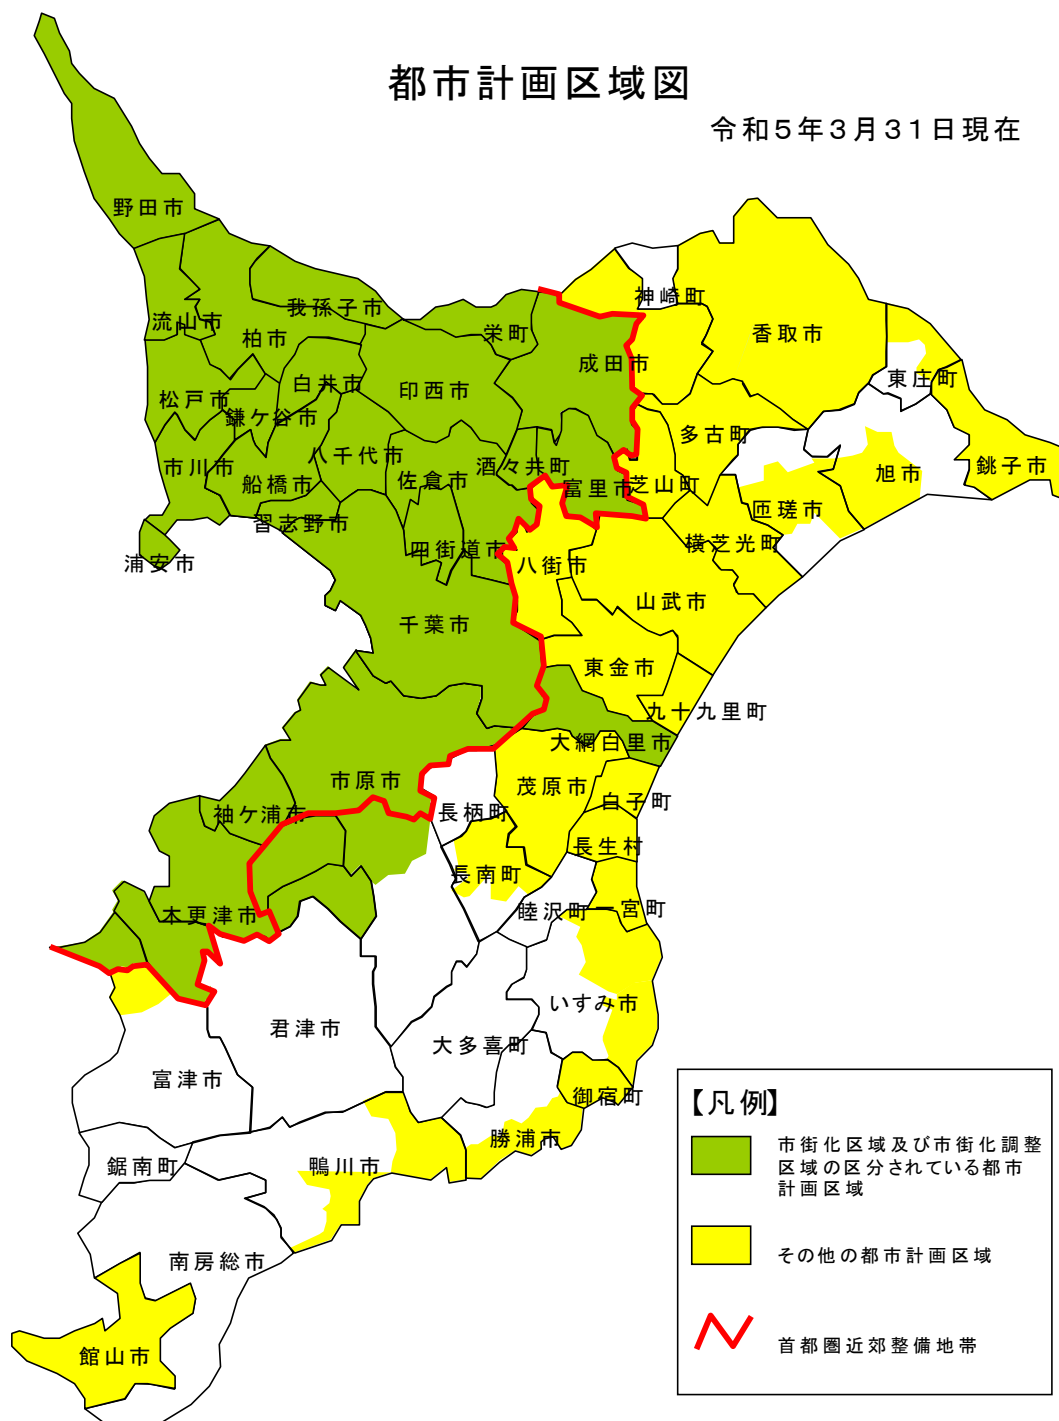 都市計画区域図
令和5年3月31日現在
野田市
流山市
柏市
我孫子市
栄町
成田市
神崎町
香取市
東庄町
松戸市
鎌ケ谷市
白井市
印西市
多古町
銚子市
市川市
船橋市
八千代市
佐倉市
酒々井町
富里市
芝山町
匝瑳市
旭市
浦安市
習志野市
四街道市
八街市
横芝光町
千葉市
山武市
東金市
九十九里町
大網白里市
市原市
茂原市
白子町
袖ケ浦市
長柄町
長生村
長南町
木更津市
睦沢町
一宮町
いすみ市
君津市
大多喜町
富津市
御宿町
勝浦市
鋸南町
鴨川市
南房総市
館山市
【凡例】
市街化区域及び市街化調整
区域の区分されている都市
計画区域
その他の都市計画区域
首都圏近郊整備地帯